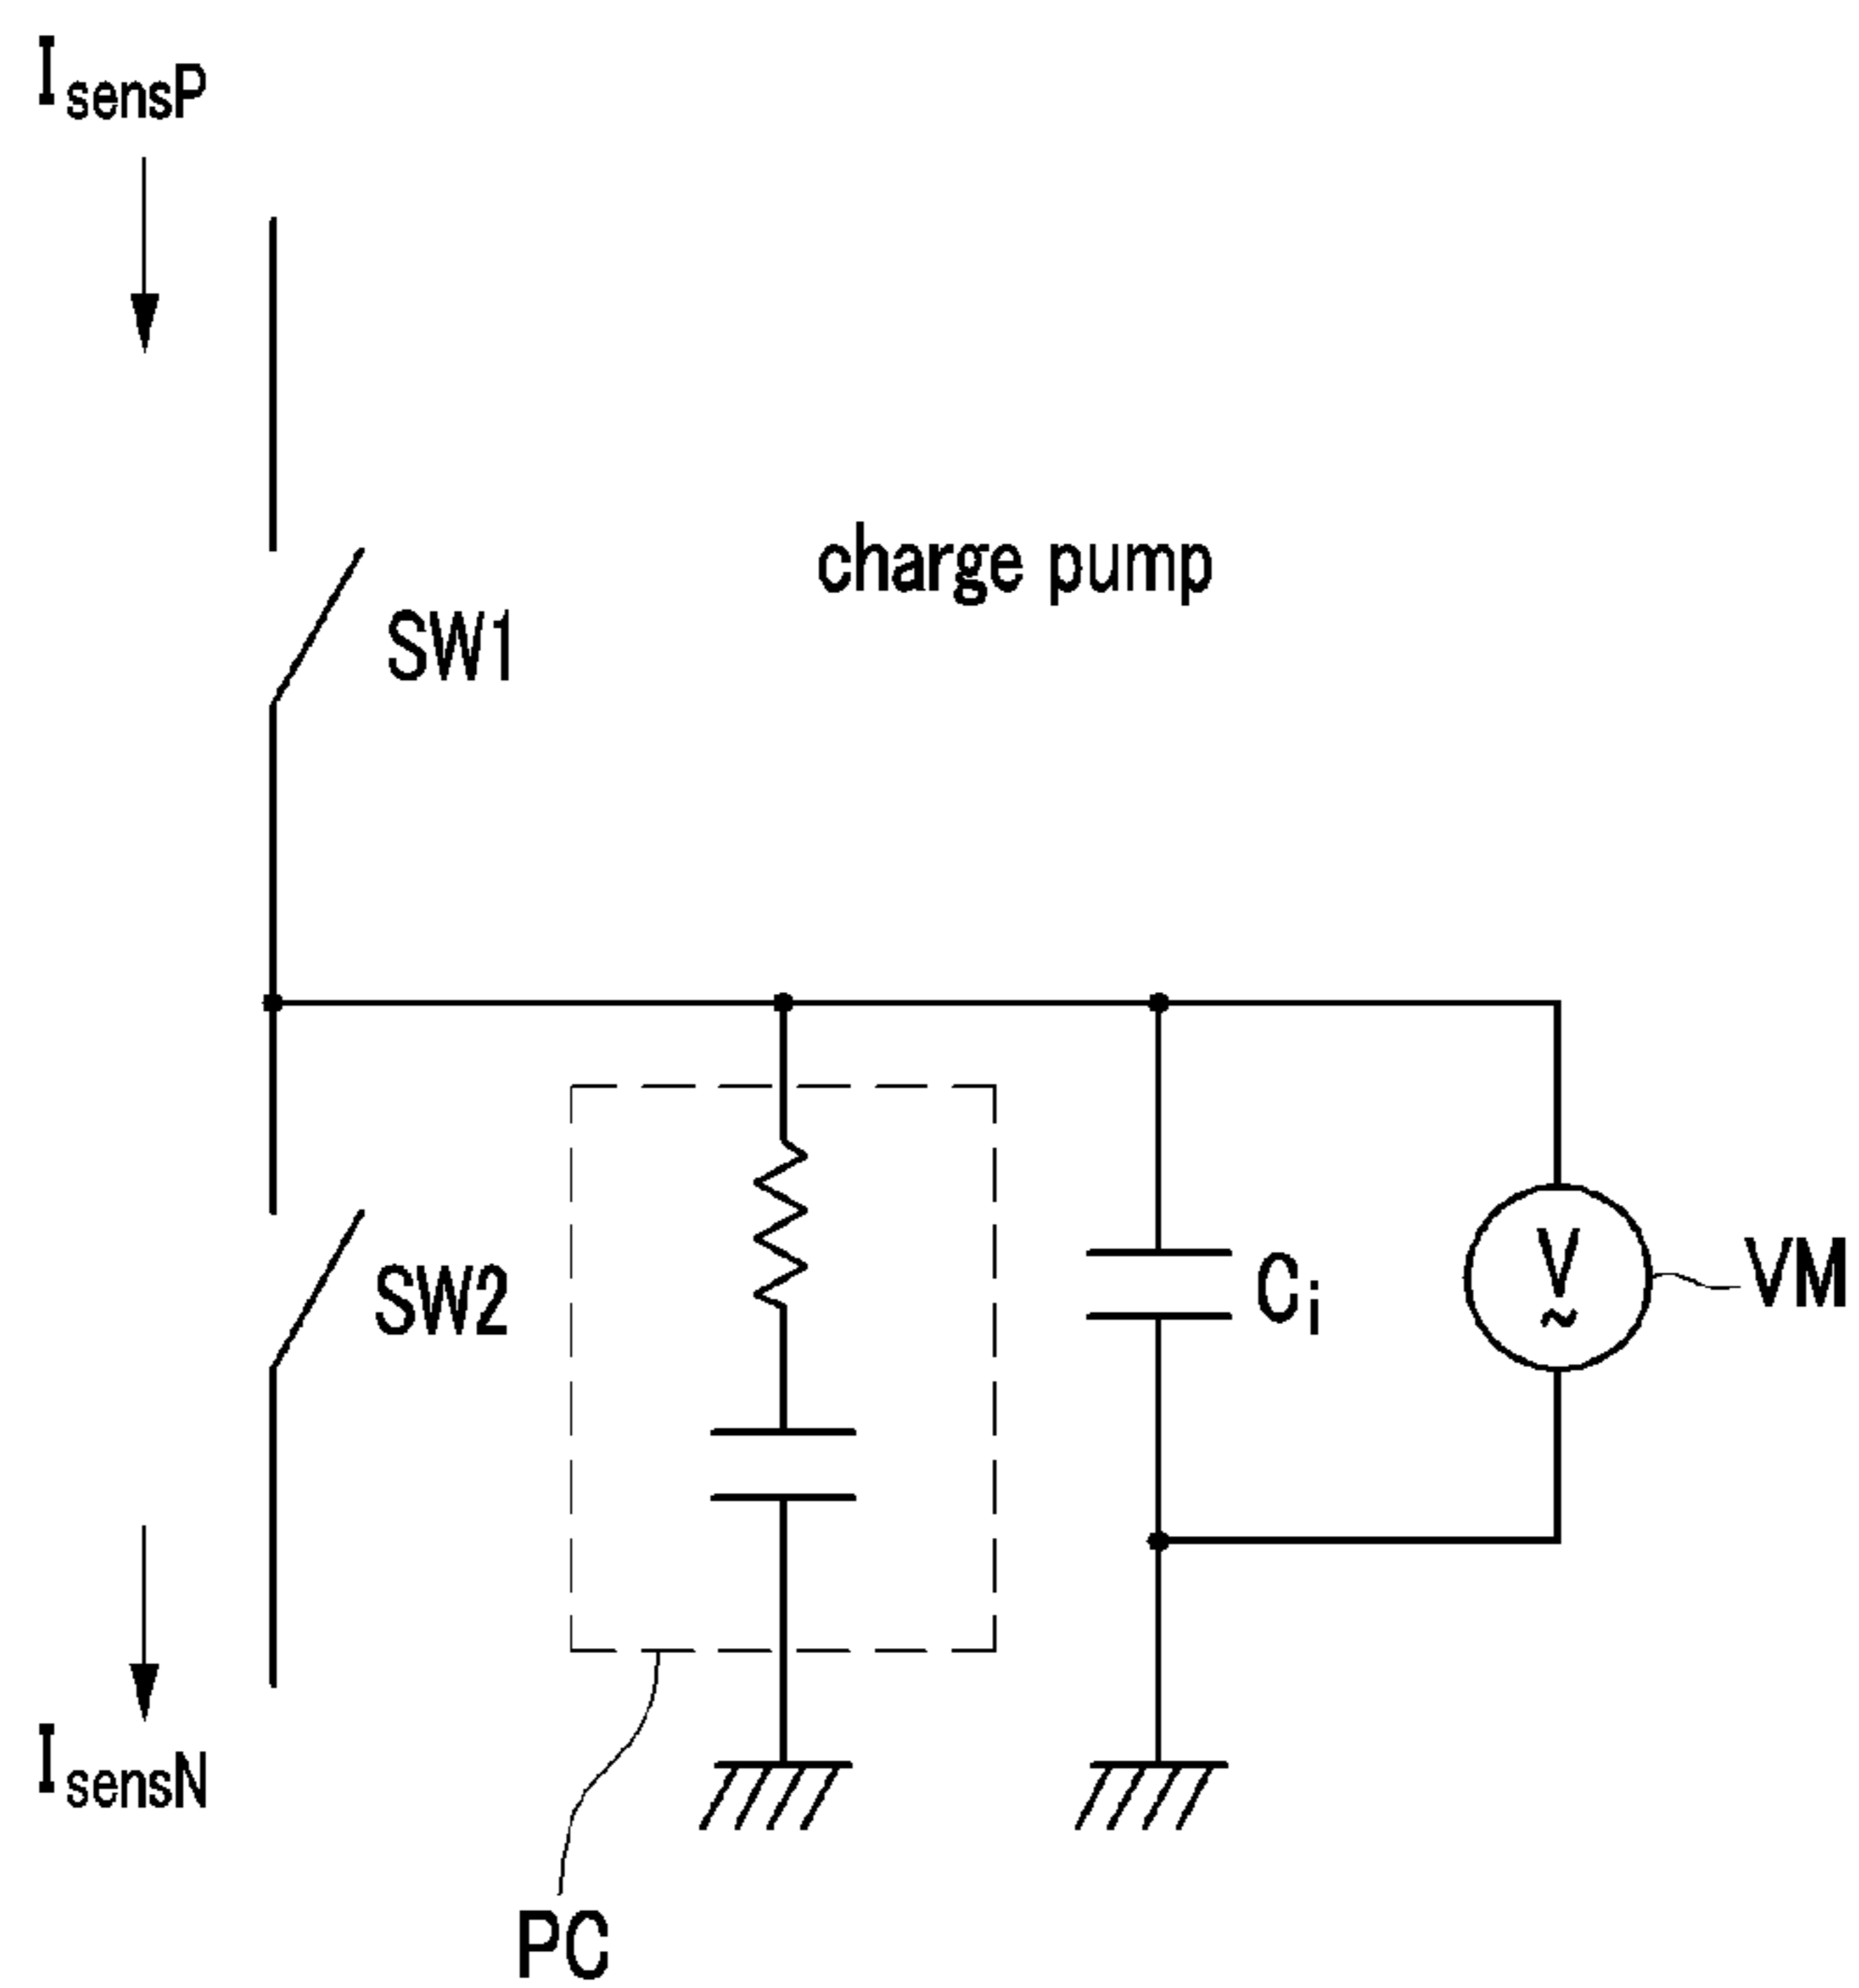 IsensP
charge pump
SW1
SW2
Ci
V
~
VM
IsensN
PC